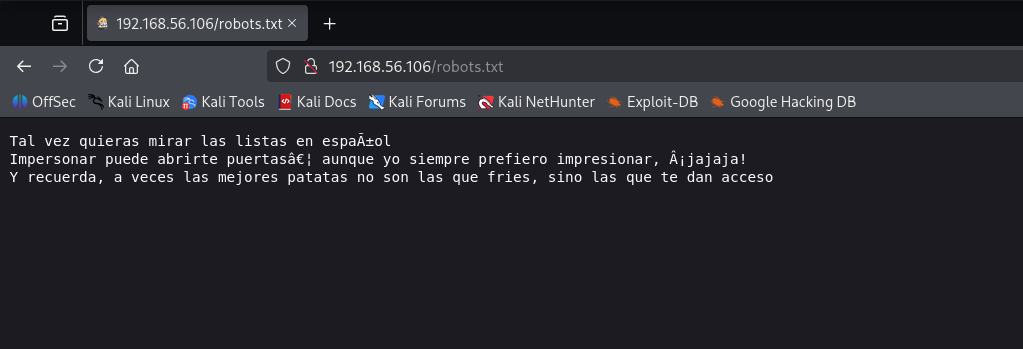 192.168.56.106/robots.txt
192.168.56.106/robots.txt
OffSec Kali Linux Kali Tools Kali Docs Kali Forums Kali NetHunter Exploit-DB Google Hacking DB
Tal vez quieras mirar las listas en espaÃ±ol
Impersonar puede abrirte puertasâ€¦ aunque yo siempre prefiero impresionar, Â¡jajaja!
Y recuerda, a veces las mejores patatas no son las que fries, sino las que te dan acceso